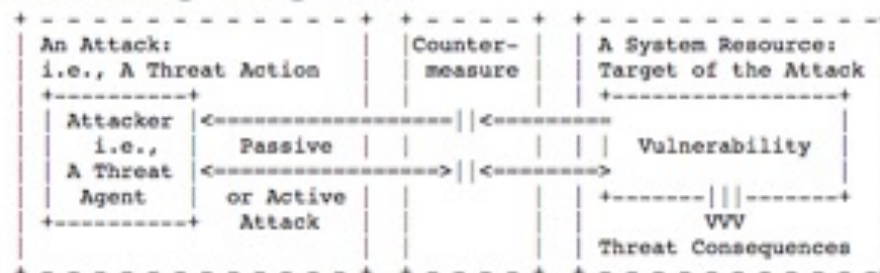 + - - - - - - - - - - - - + + - - - - + + - - - - - - - - - - -
| An Attack: | |Counter- | | A System Resource:
| i.e., A Threat Action | | measure | | Target of the Attack
| +----------+ | | | | +-----------------+
| | Attacker |<==================||<========= |
| | i.e., | Passive | | | | | Vulnerability |
| | A Threat |<=================>||<========>
| | Agent | or Active | | | | +-------|||-------+
| +----------+ Attack | | | | VVV
| | | | | Threat Consequences
+ - - - - - - - - - - - - + + - - - - + + - - - - - - - - - - -